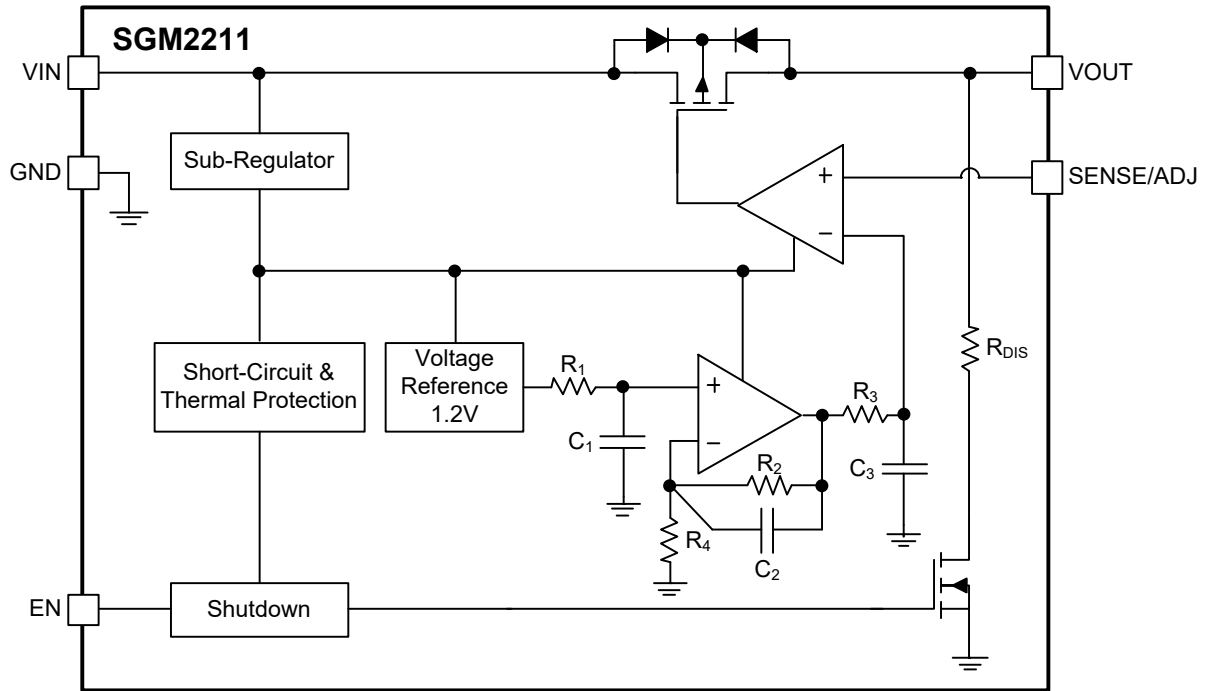 SGM2211
VIN
VOUT
Sub-Regulator
GND
SENSE/ADJ
+
−
Short-Circuit &
Thermal Protection
Voltage
Reference
1.2V
R1
C1
+
−
R2
C2
R4
R3
C3
RDIS
EN
Shutdown